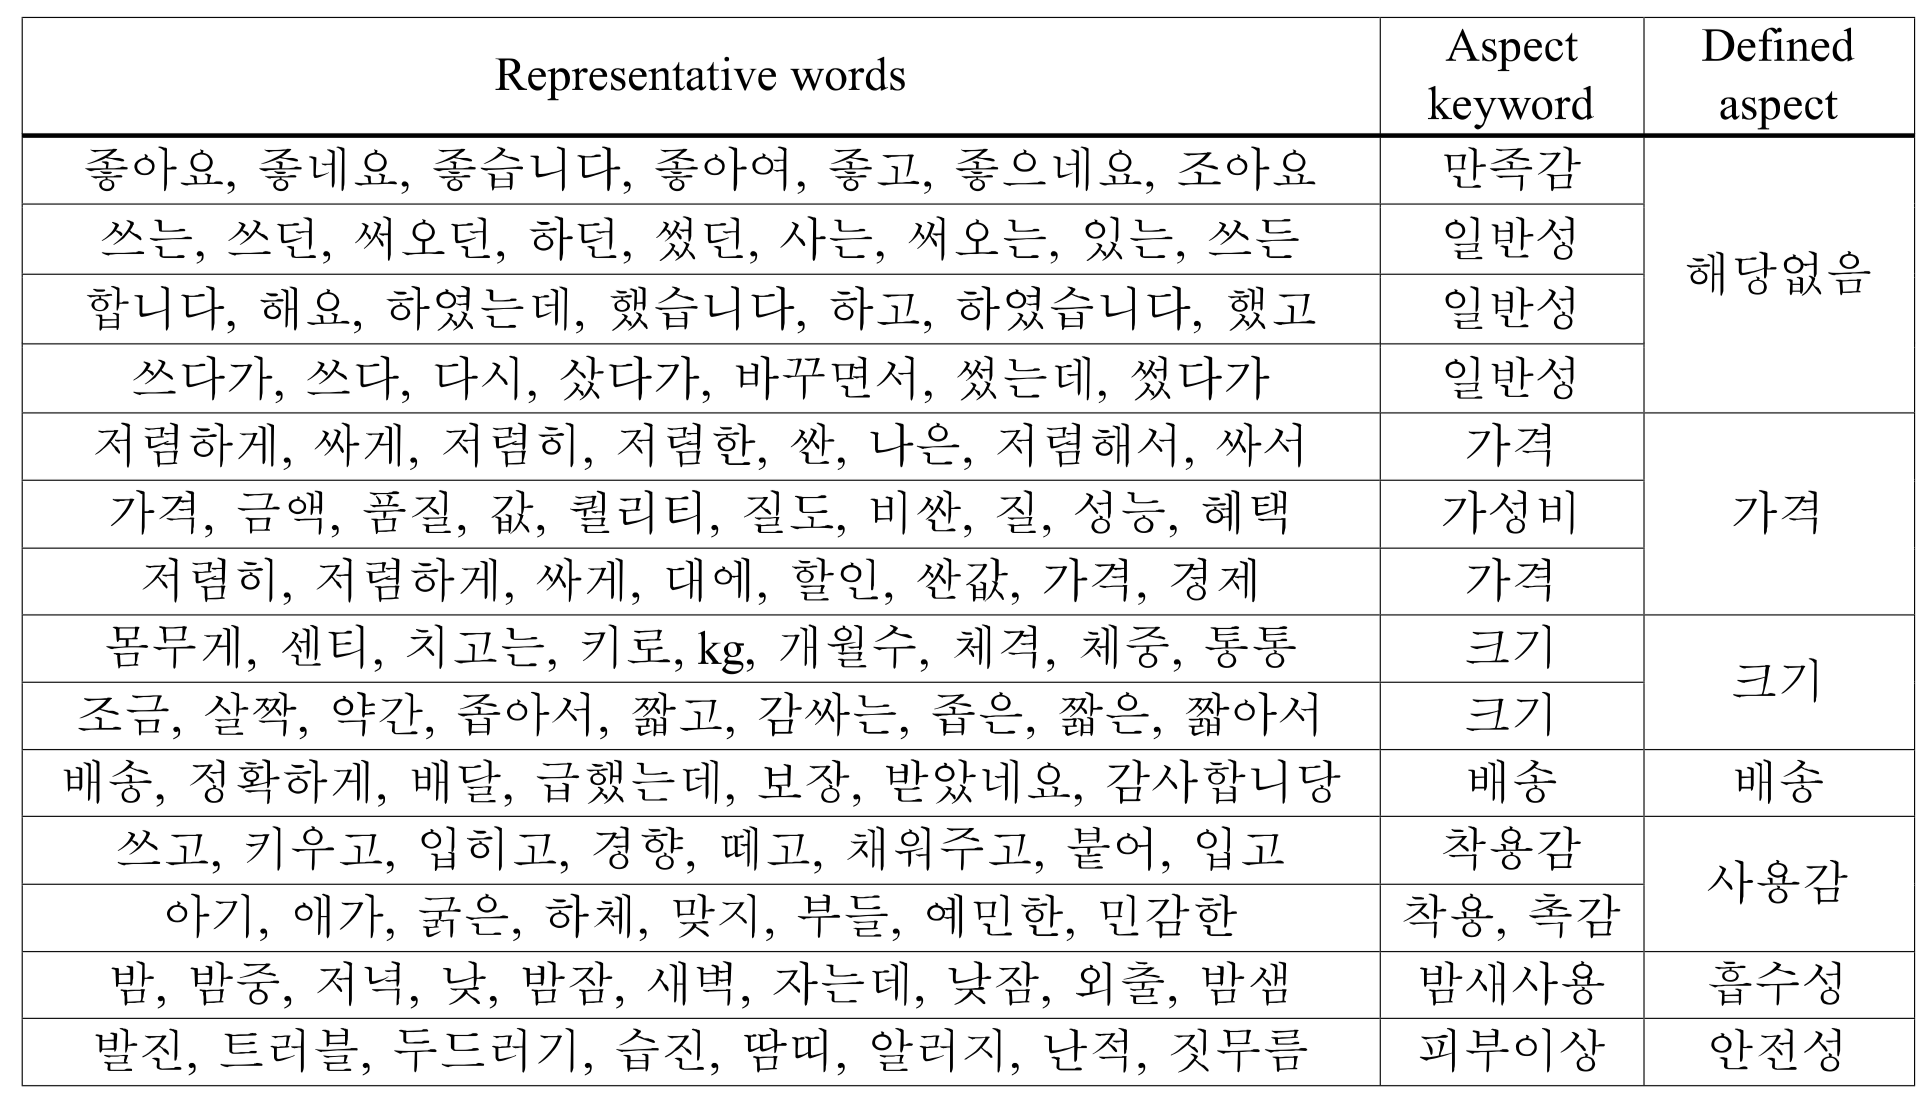 Representative words Aspect keyword Defined aspect
좋아요, 좋네요, 좋습니다, 좋아여, 좋고, 좋으네요, 조아요 만족감 해당없음
쓰는, 쓰던, 써오던, 하던, 썼던, 사는, 써오는, 있는, 쓰든 일반성
합니다, 해요, 하였는데, 했습니다, 하고, 하였습니다, 했고 일반성
쓰다가, 쓰다, 다시, 샀다가, 바꾸면서, 썼는데, 썼다가 일반성
저렴하게, 싸게, 저렴히, 저렴한, 싼, 나은, 저렴해서, 싸서 가격 가격
가격, 금액, 품질, 값, 퀄리티, 질도, 비싼, 질, 성능, 혜택 가성비
저렴히, 저렴하게, 싸게, 대에, 할인, 싼값, 가격, 경제 가격
몸무게, 센티, 치고는, 키로, kg, 개월수, 체격, 체중, 통통 크기 크기
조금, 살짝, 약간, 좁아서, 짧고, 감싸는, 좁은, 짧은, 짧아서 크기
배송, 정확하게, 배달, 급했는데, 보장, 받았네요, 감사합니당 배송 배송
쓰고, 키우고, 입히고, 경향, 떼고, 채워주고, 붙어, 입고 착용감 사용감
아기, 애가, 굵은, 하체, 맞지, 부들, 예민한, 민감한 착용, 촉감
밤, 밤중, 저녁, 낮, 밤잠, 새벽, 자는데, 낮잠, 외출, 밤샘 밤새사용 흡수성
발진, 트러블, 두드러기, 습진, 땀띠, 알러지, 난적, 짓무름 피부이상 안전성